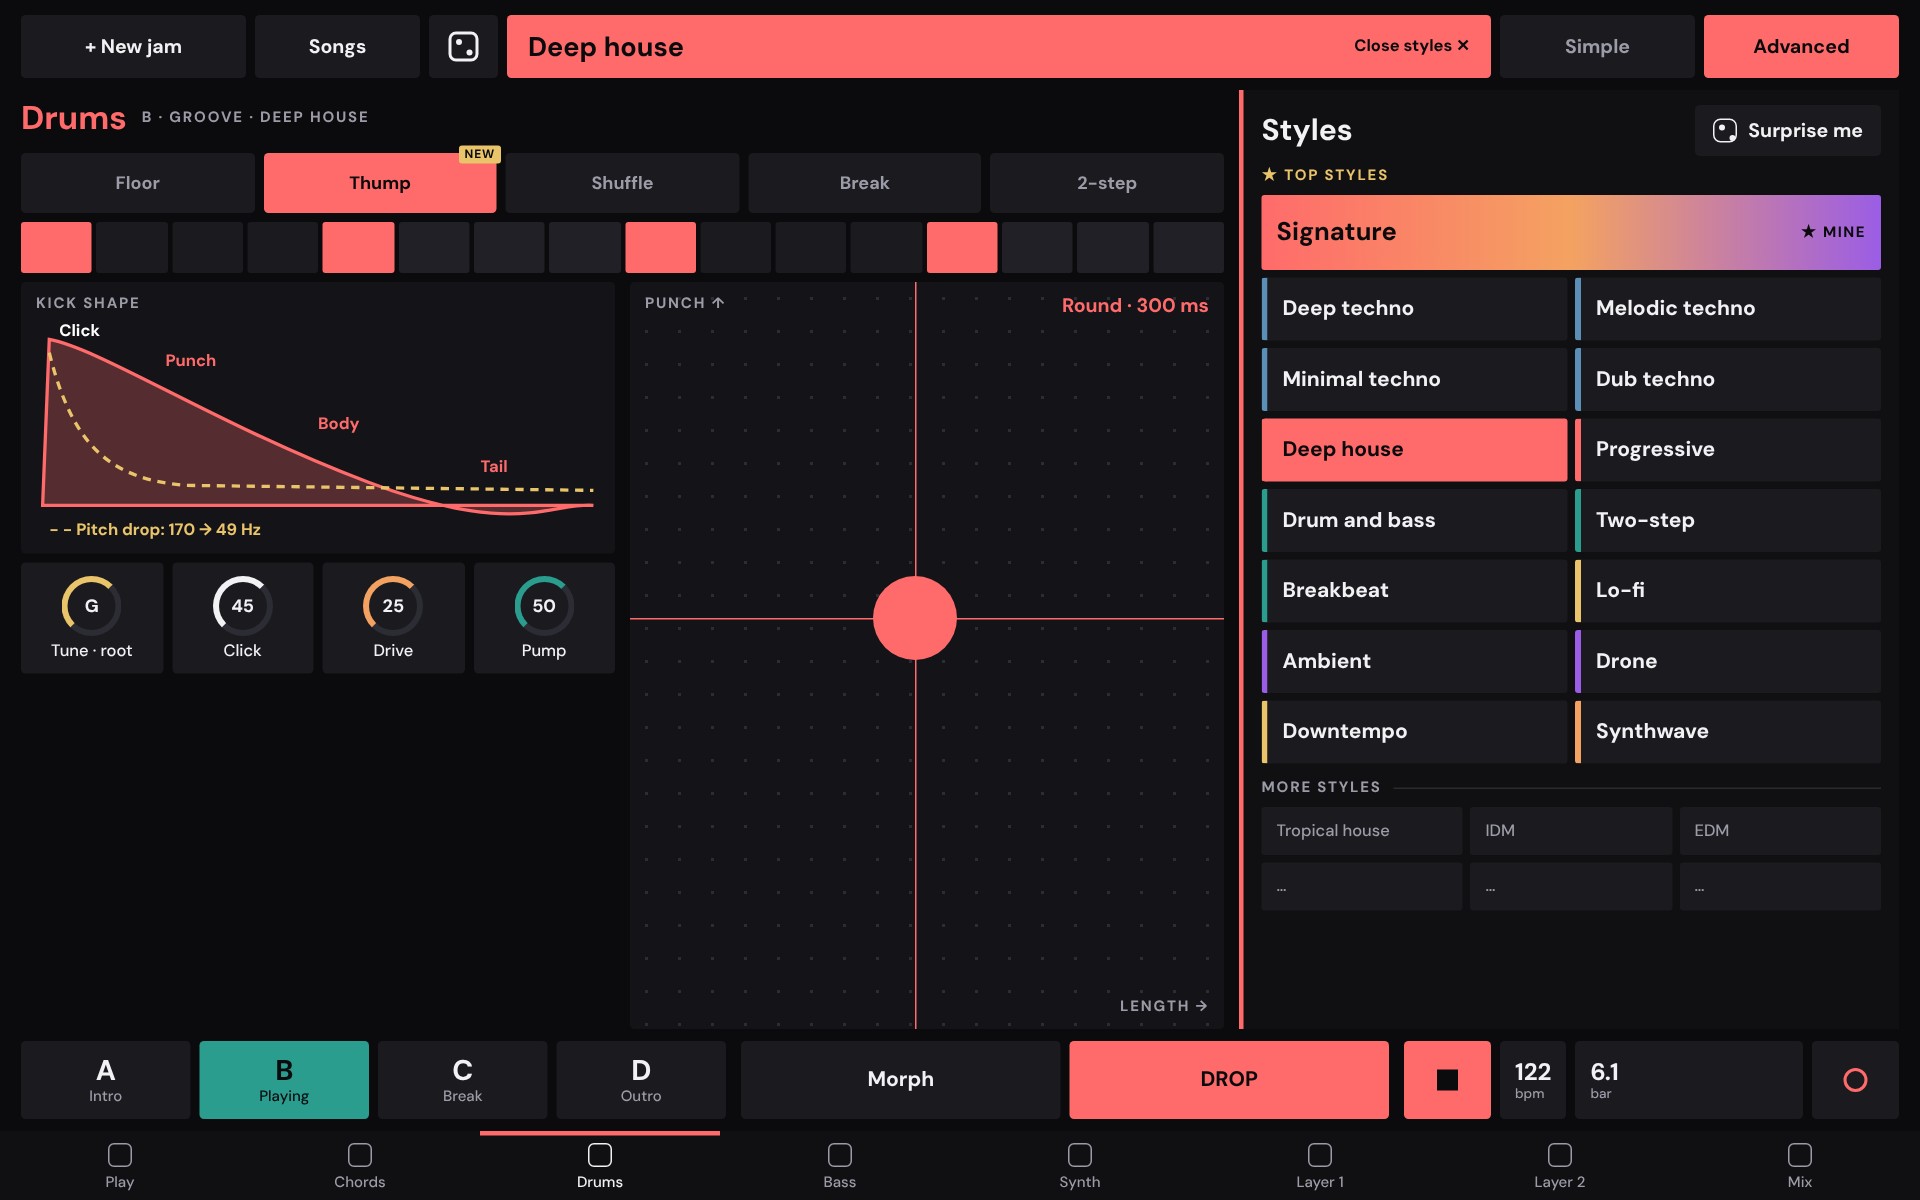 + New jam
Songs
Deep house
Close styles ✕
Simple
Advanced
Drums
B · GROOVE · DEEP HOUSE
Floor
Thump
NEW
Shuffle
Break
2-step
KICK SHAPE
Click
Punch
Body
Tail
- - Pitch drop: 170 → 49 Hz
G
Tune · root
45
Click
25
Drive
50
Pump
PUNCH ↑
Round · 300 ms
LENGTH →
Styles
Surprise me
★ TOP STYLES
Signature
★ MINE
Deep techno
Melodic techno
Minimal techno
Dub techno
Deep house
Progressive
Drum and bass
Two-step
Breakbeat
Lo-fi
Ambient
Drone
Downtempo
Synthwave
MORE STYLES
Tropical house
IDM
EDM
...
...
...
A
Intro
B
Playing
C
Break
D
Outro
Morph
DROP
122
bpm
6.1
bar
Play
Chords
Drums
Bass
Synth
Layer 1
Layer 2
Mix